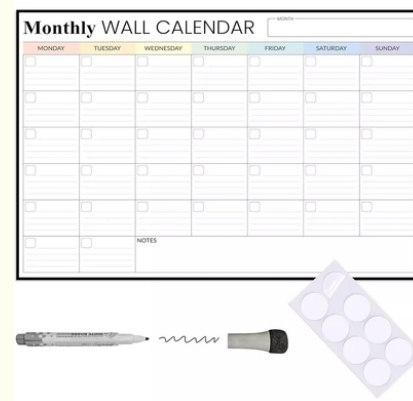 Monthly WALL CALENDAR
MONTH
MONDAY TUESDAY WEDNESDAY THURSDAY FRIDAY SATURDAY SUNDAY
NOTES